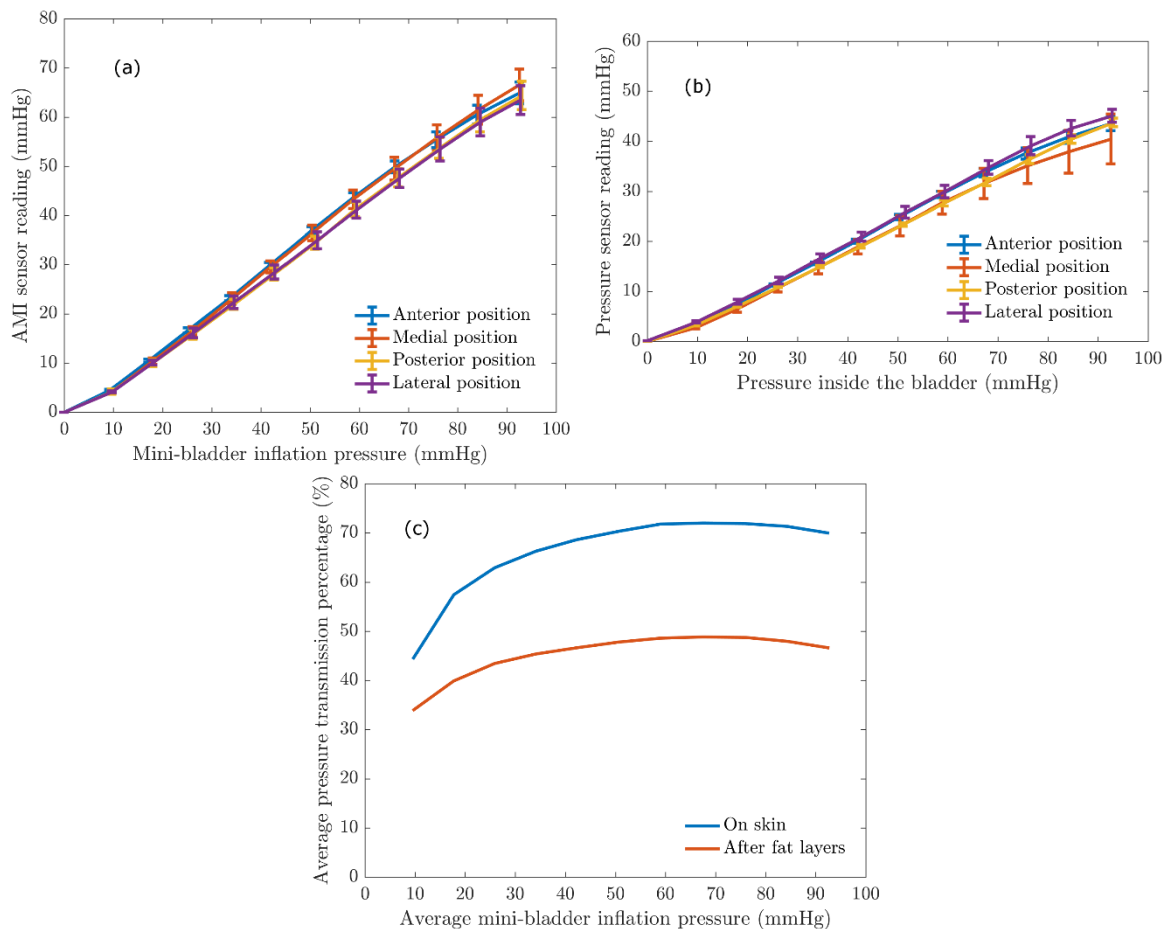 (a)
AMI sensor reading (mmHg)
80
70
60
50
40
30
20
10
0
Anterior position
Medial position
Posterior position
Lateral position
0 10 20 30 40 50 60 70 80 90 100
Mini-bladder inflation pressure (mmHg)
(b)
Pressure sensor reading (mmHg)
60
50
40
30
20
10
0
Anterior position
Medial position
Posterior position
Lateral position
0 10 20 30 40 50 60 70 80 90 100
Pressure inside the bladder (mmHg)
(c)
Average pressure transmission percentage (%)
80
70
60
50
40
30
20
10
0
On skin
After fat layers
0 10 20 30 40 50 60 70 80 90 100
Average mini-bladder inflation pressure (mmHg)